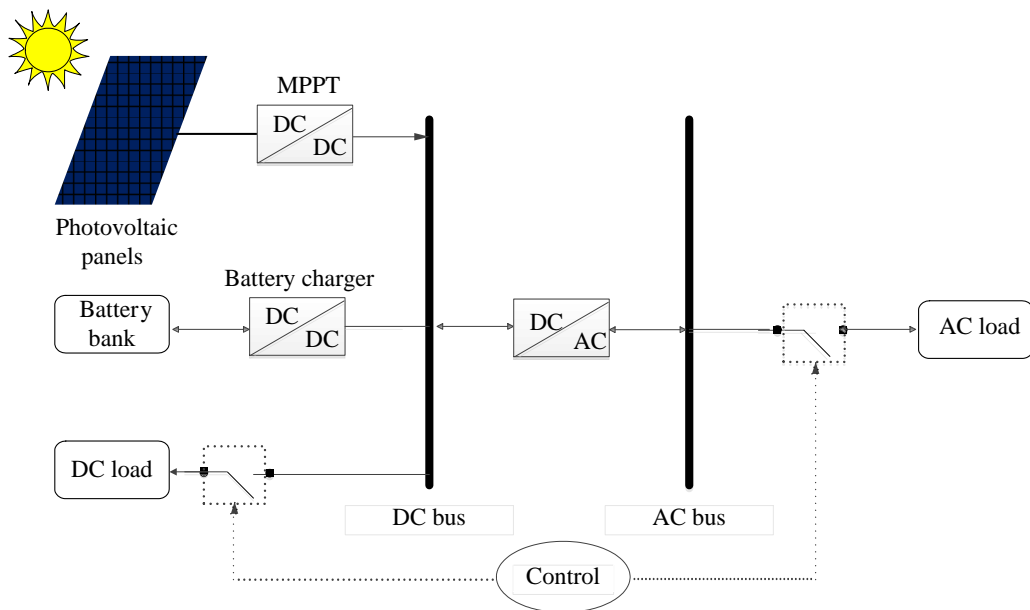 MPPT
DC
DC
Photovoltaic
panels
Battery charger
Battery
bank
DC
DC
DC
AC
AC load
DC load
DC bus
AC bus
Control